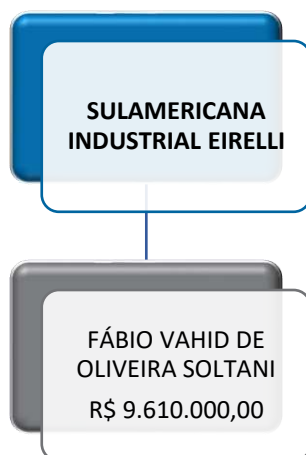 SULAMERICANA
INDUSTRIAL EIRELLI
FÁBIO VAHID DE
OLIVEIRA SOLTANI
R$ 9.610.000,00